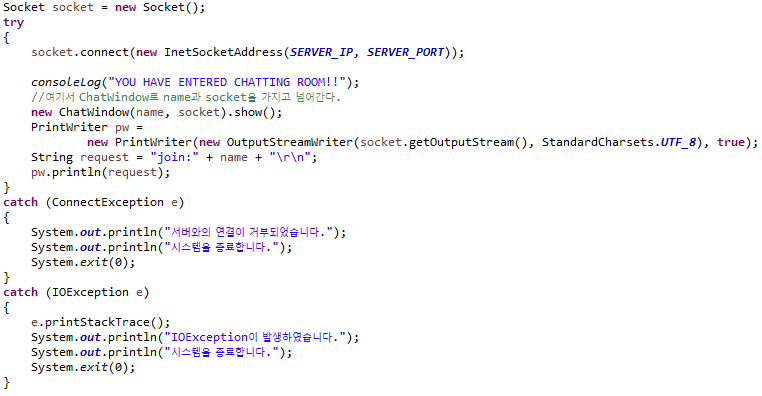 Socket socket = new Socket();
try
{
    socket.connect(new InetSocketAddress(SERVER_IP, SERVER_PORT));

    consoleLog("YOU HAVE ENTERED CHATTING ROOM!!");
    //여기서 ChatWindow로 name과 socket을 가지고 넘어간다.
    new ChatWindow(name, socket).show();
    PrintWriter pw =
            new PrintWriter(new OutputStreamWriter(socket.getOutputStream(), StandardCharsets.UTF_8), true);
    String request = "join:" + name + "\r\n";
    pw.println(request);
}
catch (ConnectException e)
{
    System.out.println("서버와의 연결이 거부되었습니다.");
    System.out.println("시스템을 종료합니다.");
    System.exit(0);
}
catch (IOException e)
{
    e.printStackTrace();
    System.out.println("IOException이 발생하였습니다.");
    System.out.println("시스템을 종료합니다.");
    System.exit(0);
}